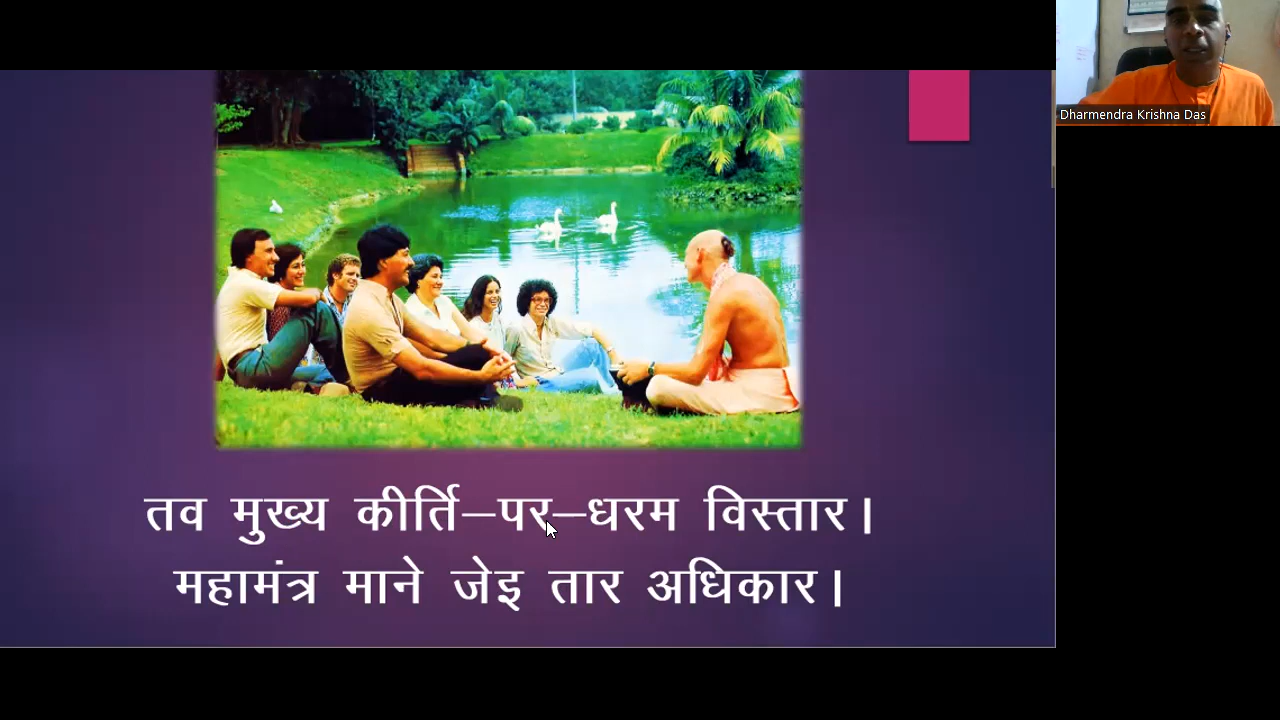 Dharmendra Krishna Das
तव मुख्य कीर्ति–पर–धरम विस्तार।
महामंत्र माने जेइ तार अधिकार।